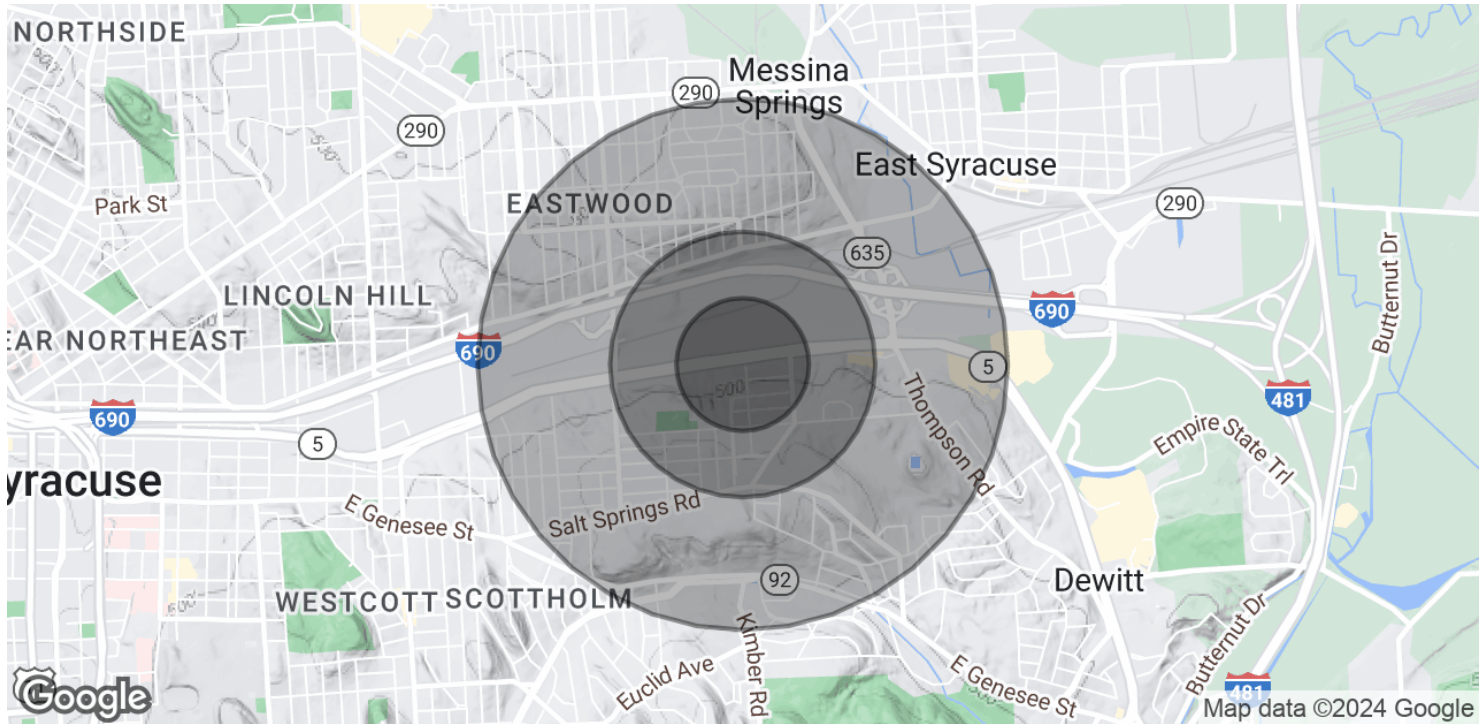 NORTHSIDE
Messina
Springs
290
290
East Syracuse
Park St
EASTWOOD
290
635
Butternut Dr
LINCOLN HILL
690
EAR NORTHEAST
690
5
500
481
690
Thompson Rd
5
Empire State Trl
yracuse
E Genesee St
Salt Springs Rd
92
Dewitt
WESTCOTT
SCOTTHOLM
Kimber Rd
Butternut Dr
Euclid Ave
E Genesee St
481
Google
Map data ©2024 Google